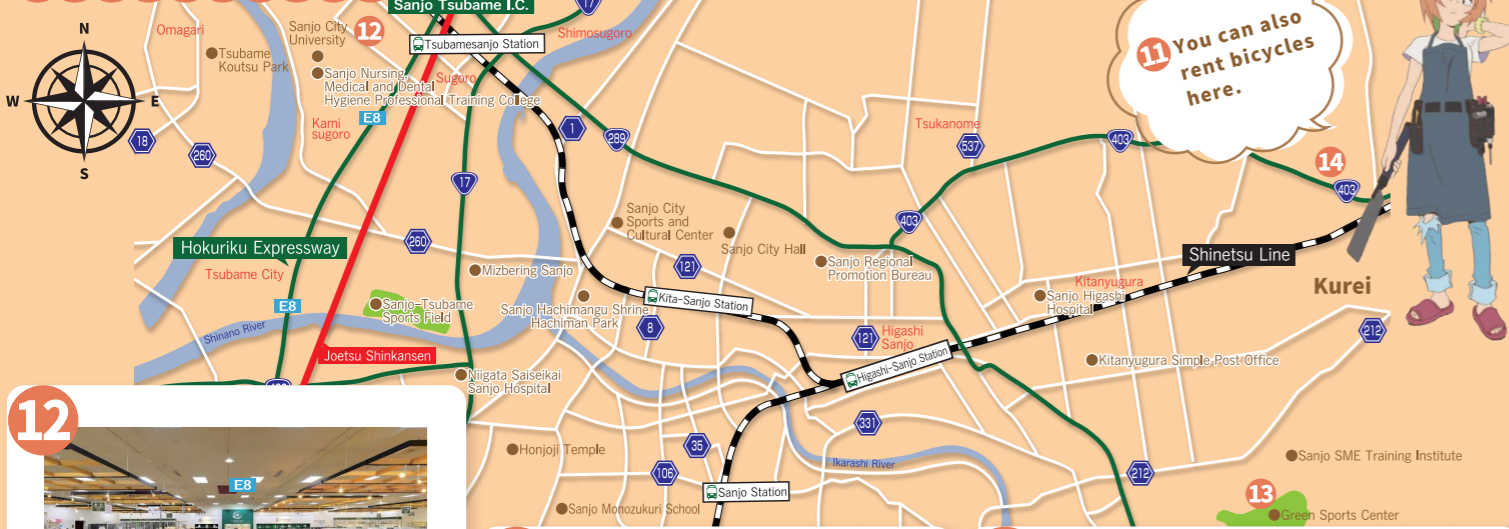 Sanjo Tsubame I.C.
17
N
W
E
S
Omagari
Tsubame
Koutsu Park
Sanjo City
University
12
Tsubamesanjo Station
Shimosugoro
Sanjo Nursing,
Medical and Dental
Hygiene Professional Training College
Sugoro
Kami
sugoro
E8
18
260
1
289
Tsukanome
537
403
11 You can also
rent bicycles
here.
14
403
17
260
Hokuriku Expressway
Tsubame City
E8
Sanjo City
Sports and
Cultural Center
Sanjo City Hall
403
Sanjo Regional
Promotion Bureau
121
Mizbering Sanjo
Shinetsu Line
Kurei
Kitanyugura
Sanjo Higashi
Hospital
Sanjo-Tsubame
Sports Field
Sanjo Hachimangu Shrine
Hachiman Park
Kita-Sanjo Station
8
121
Higashi
Sanjo
212
Shinano River
Joetsu Shinkansen
Higashi-Sanjo Station
Kitanyugura Simple Post Office
Niigata Saiseikai
Sanjo Hospital
12
E8
331
Honjoji Temple
35
106
Ikarashi River
212
Sanjo SME Training Institute
Sanjo Station
13
Sanjo Monozukuri School
Green Sports Center